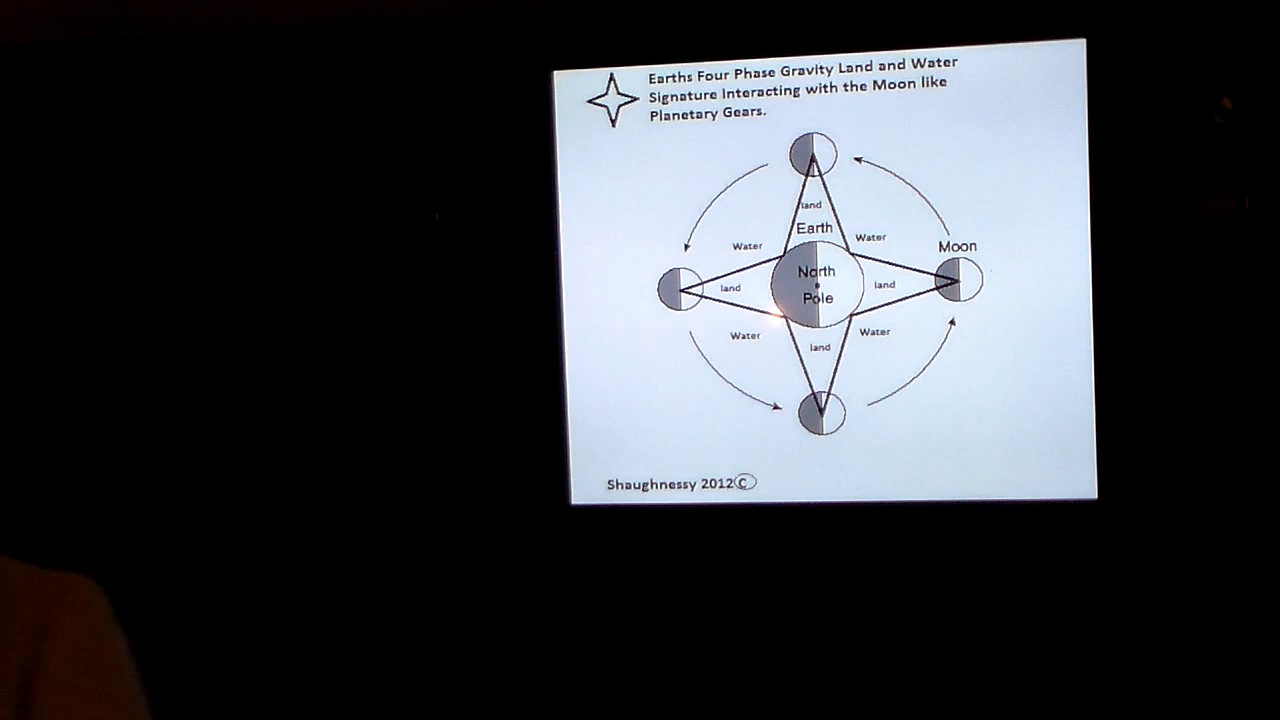 Earths Four Phase Gravity Land and Water
Signature Interacting with the Moon like
Planetary Gears.
land
Earth
Water
Water
Moon
North
land
land
Pole
Water
Water
land
Shaughnessy 2012©